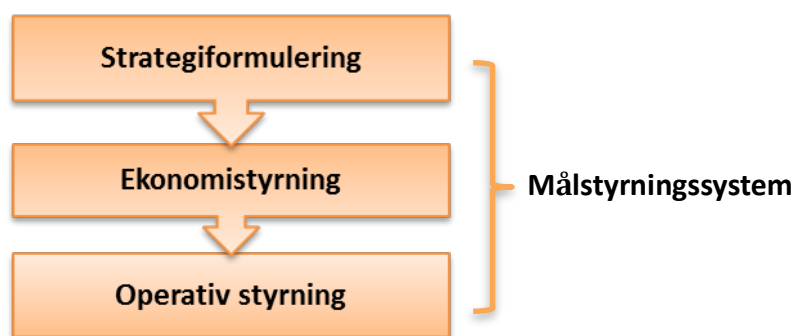 Strategiformulering
Ekonomistyrning
Målstyrningssystem
Operativ styrning